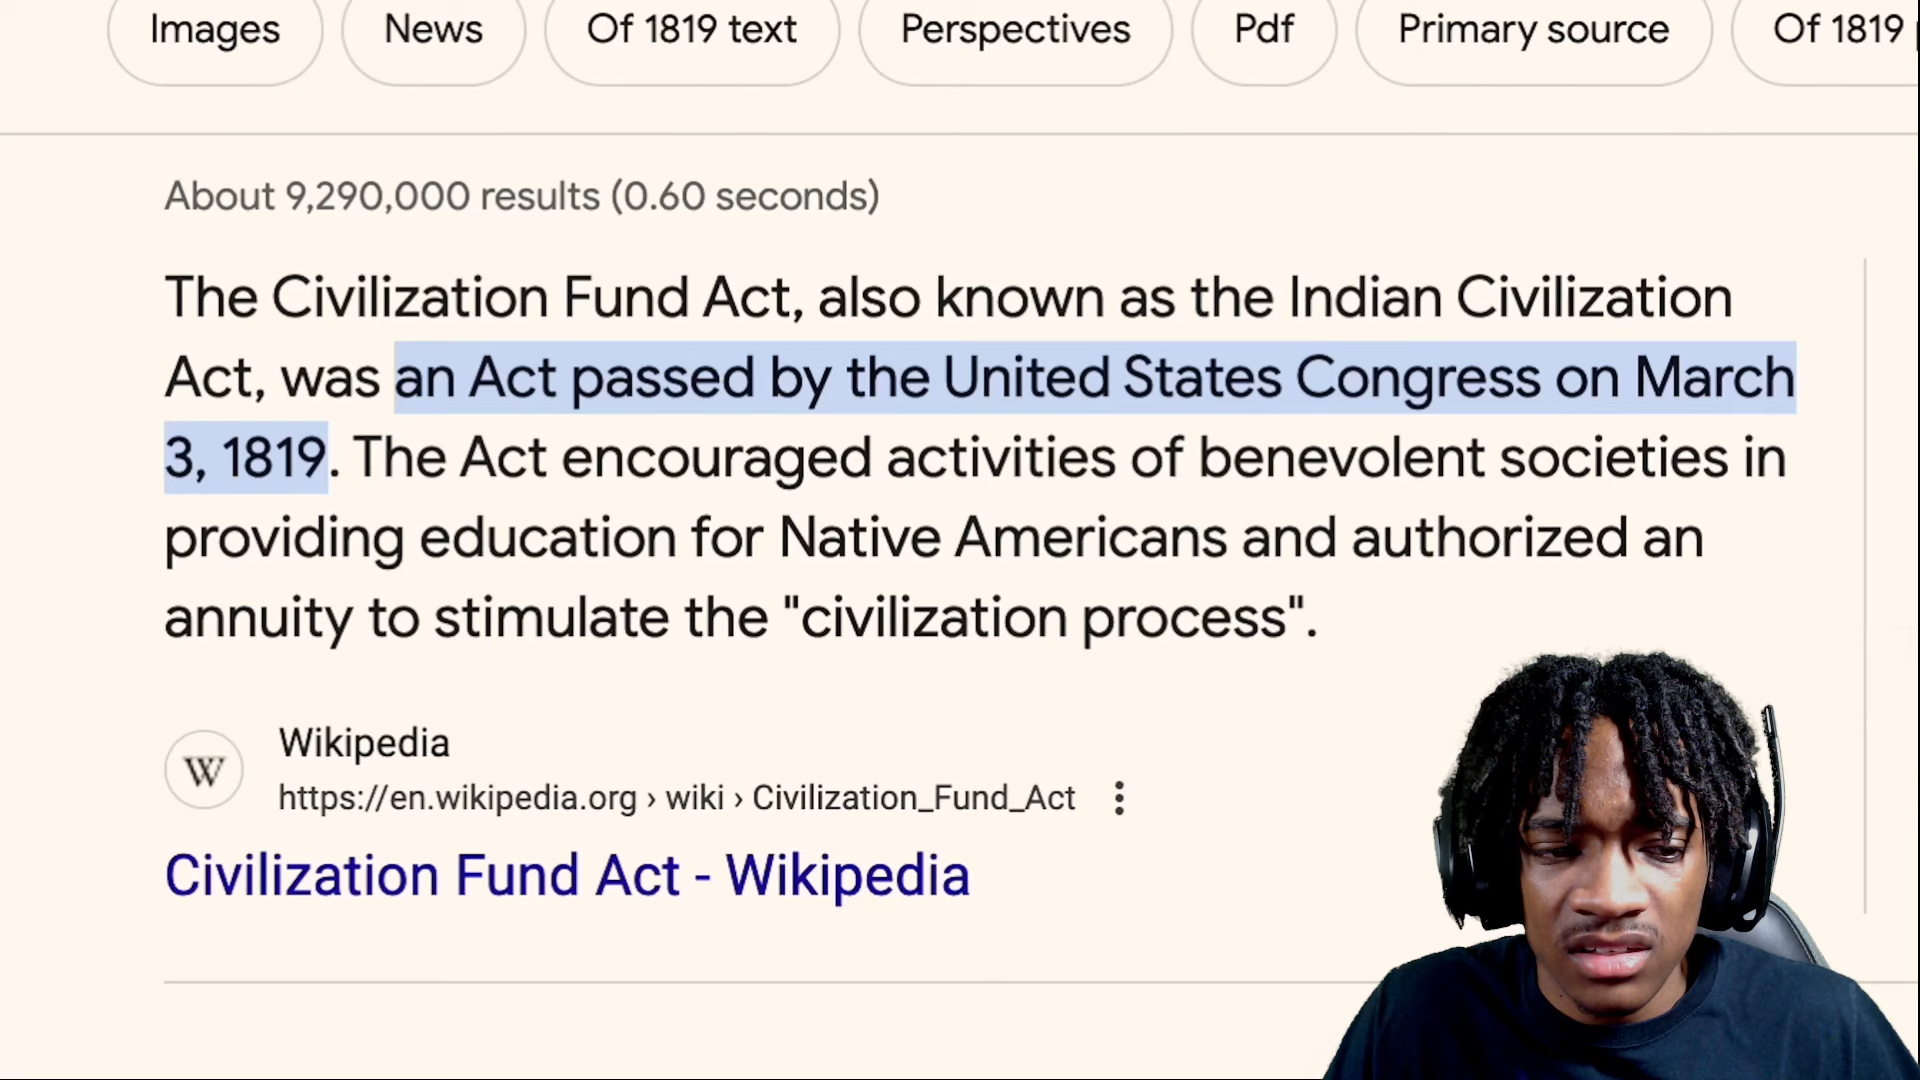 Images News Of 1819 text Perspectives Pdf Primary source Of 1819
About 9,290,000 results (0.60 seconds)
The Civilization Fund Act, also known as the Indian Civilization
Act, was an Act passed by the United States Congress on March
3, 1819. The Act encouraged activities of benevolent societies in
providing education for Native Americans and authorized an
annuity to stimulate the "civilization process".
W
Wikipedia
https://en.wikipedia.org › wiki › Civilization_Fund_Act
Civilization Fund Act - Wikipedia